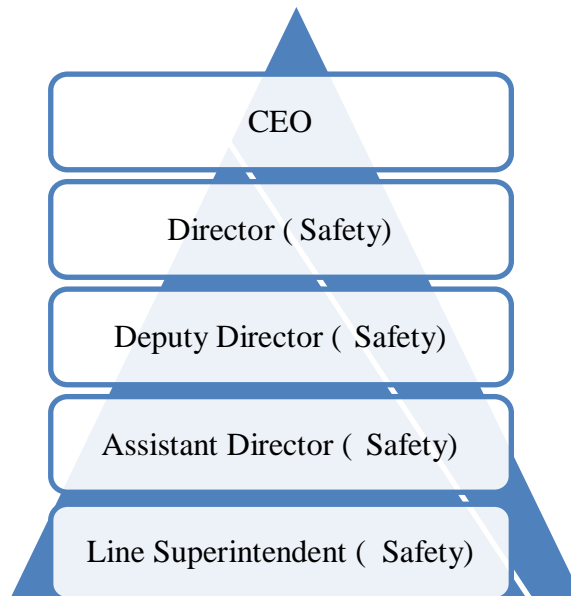 CEO
Director ( Safety)
Deputy Director ( Safety)
Assistant Director ( Safety)
Line Superintendent ( Safety)